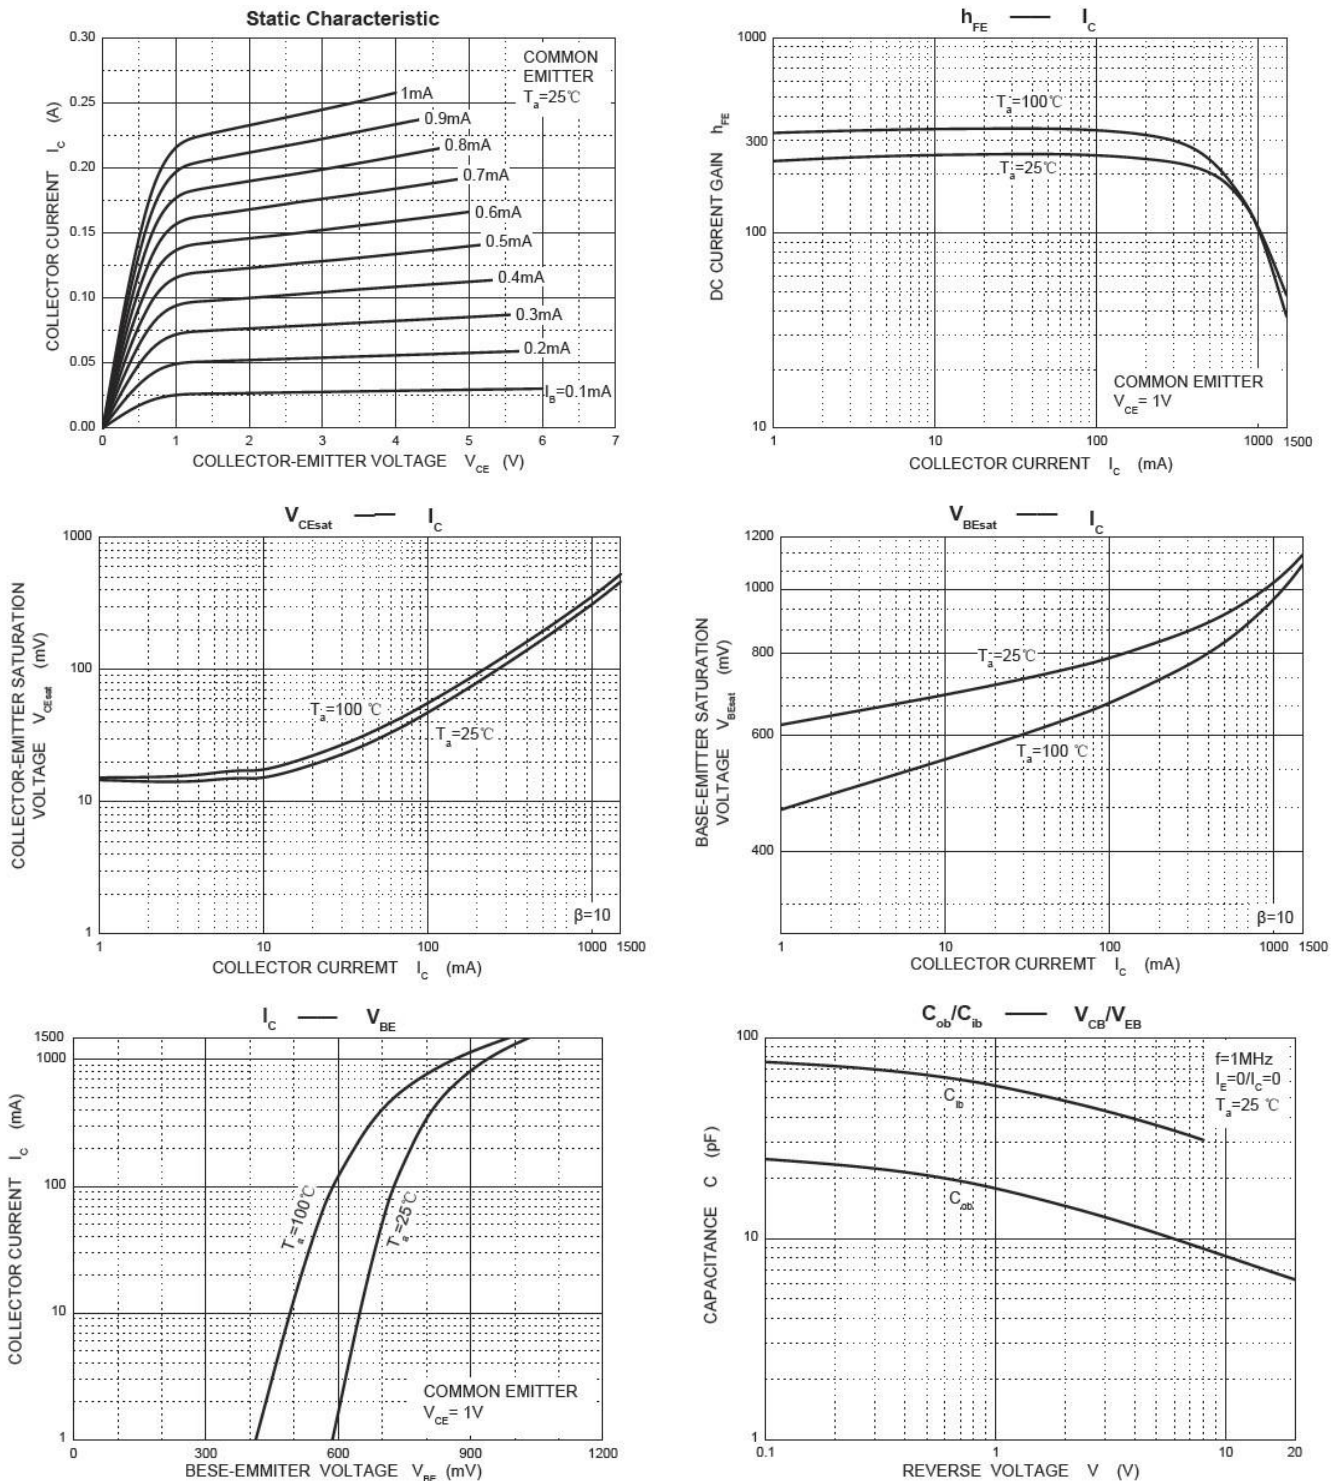 Static Characteristic
0.30
0.25
0.20
0.15
0.10
0.05
0.00
COLLECTOR CURRENT I_C (A)
COMMON
EMITTER
T_a=25℃
1mA
0.9mA
0.8mA
0.7mA
0.6mA
0.5mA
0.4mA
0.3mA
0.2mA
I_B=0.1mA
0 1 2 3 4 5 6 7
COLLECTOR-EMITTER VOLTAGE V_CE (V)
h_FE —— I_C
1000
300
100
10
DC CURRENT GAIN h_FE
T_a=100℃
T_a=25℃
COMMON EMITTER
V_CE= 1V
1 10 100 1000 1500
COLLECTOR CURRENT I_C (mA)
V_CEsat —— I_C
1000
100
10
1
COLLECTOR-EMITTER SATURATION
VOLTAGE V_CEsat (mV)
T_a=100 ℃
T_a=25℃
β=10
1 10 100 1000 1500
COLLECTOR CURREMT I_C (mA)
V_BEsat —— I_C
1200
1000
800
600
400
BASE-EMITTER SATURATION
VOLTAGE V_BEsat (mV)
T_a=25℃
T_a=100 ℃
β=10
1 10 100 1000 1500
COLLECTOR CURREMT I_C (mA)
I_C —— V_BE
1500
1000
100
10
1
COLLECTOR CURRENT I_C (mA)
T_a=100℃
T_a=25℃
COMMON EMITTER
V_CE= 1V
0 300 600 900 1200
BESE-EMMITER VOLTAGE V_BE (mV)
C_ob/C_ib —— V_CB/V_EB
100
10
1
CAPACITANCE C (pF)
f=1MHz
I_E=0/I_C=0
T_a=25 ℃
C_ib
C_ob
0.1 1 10 20
REVERSE VOLTAGE V (V)